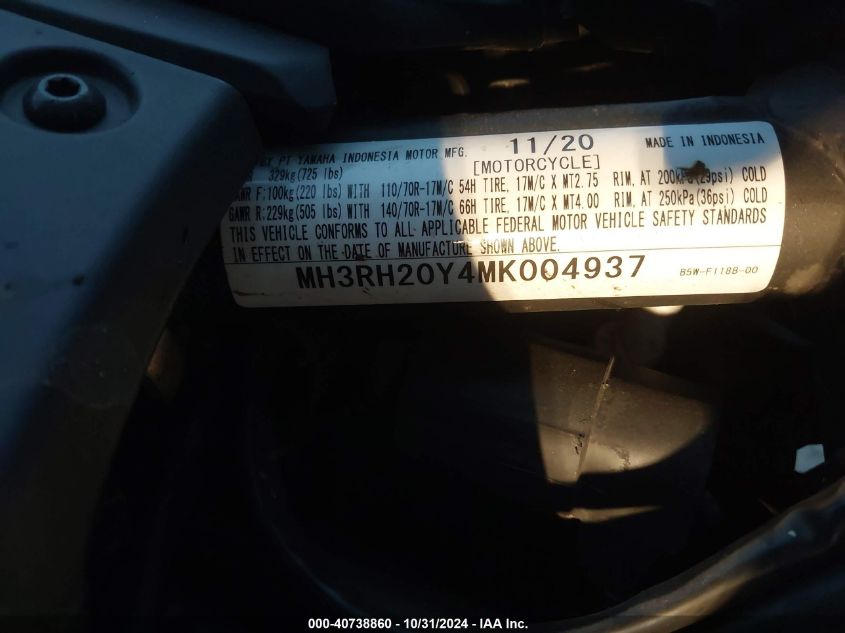 BY PT YAMAHA INDONESIA MOTOR MFG. 11/20 MADE IN INDONESIA
329kg(725 lbs) [MOTORCYCLE]
GAWR F:100kg(220 lbs) WITH 110/70R-17M/C 54H TIRE, 17M/C X MT2.75 RIM, AT 200kPa(29psi) COLD
GAWR R:229kg(505 lbs) WITH 140/70R-17M/C 66H TIRE, 17M/C X MT4.00 RIM, AT 250kPa(36psi) COLD
THIS VEHICLE CONFORMS TO ALL APPLICABLE FEDERAL MOTOR VEHICLE SAFETY STANDARDS
IN EFFECT ON THE DATE OF MANUFACTURE SHOWN ABOVE.
MH3RH20Y4MK004937 B5W-F118B-00
000-40738860 - 10/31/2024 - IAA Inc.